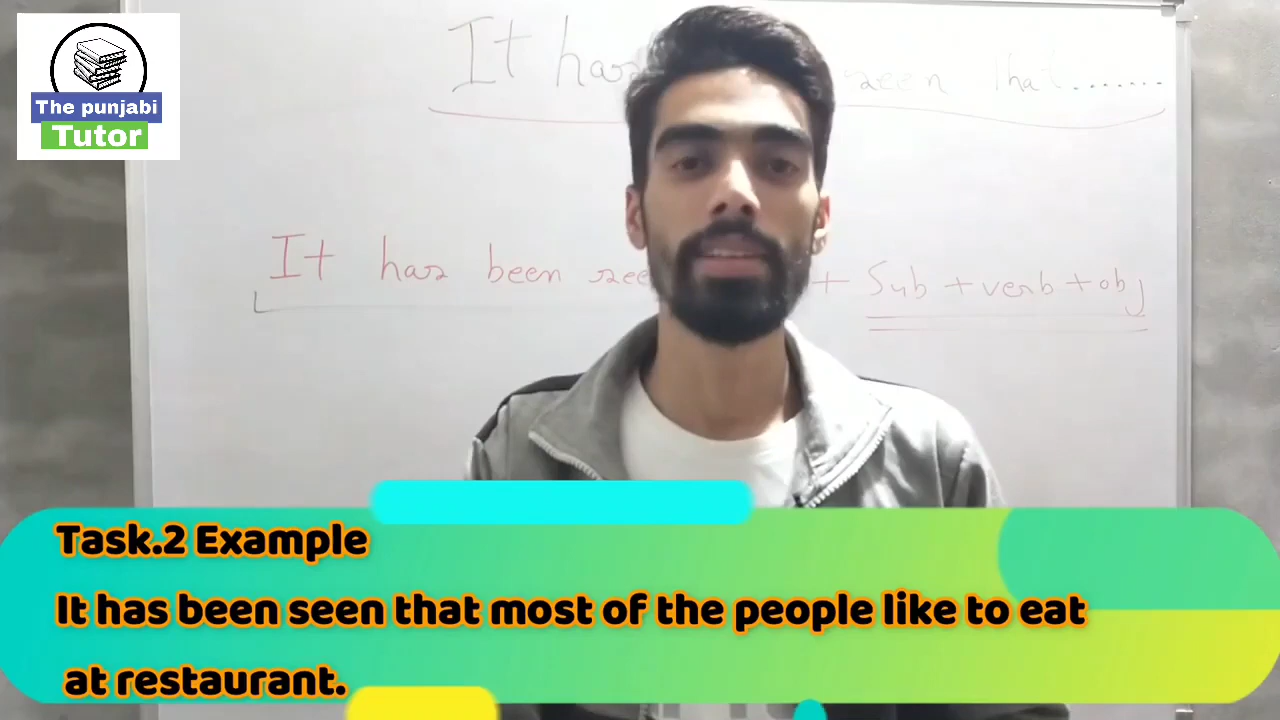 The punjabi
Tutor
It has seen that........
It has been see + Sub + verb + obj
Task.2 Example
It has been seen that most of the people like to eat
at restaurant.